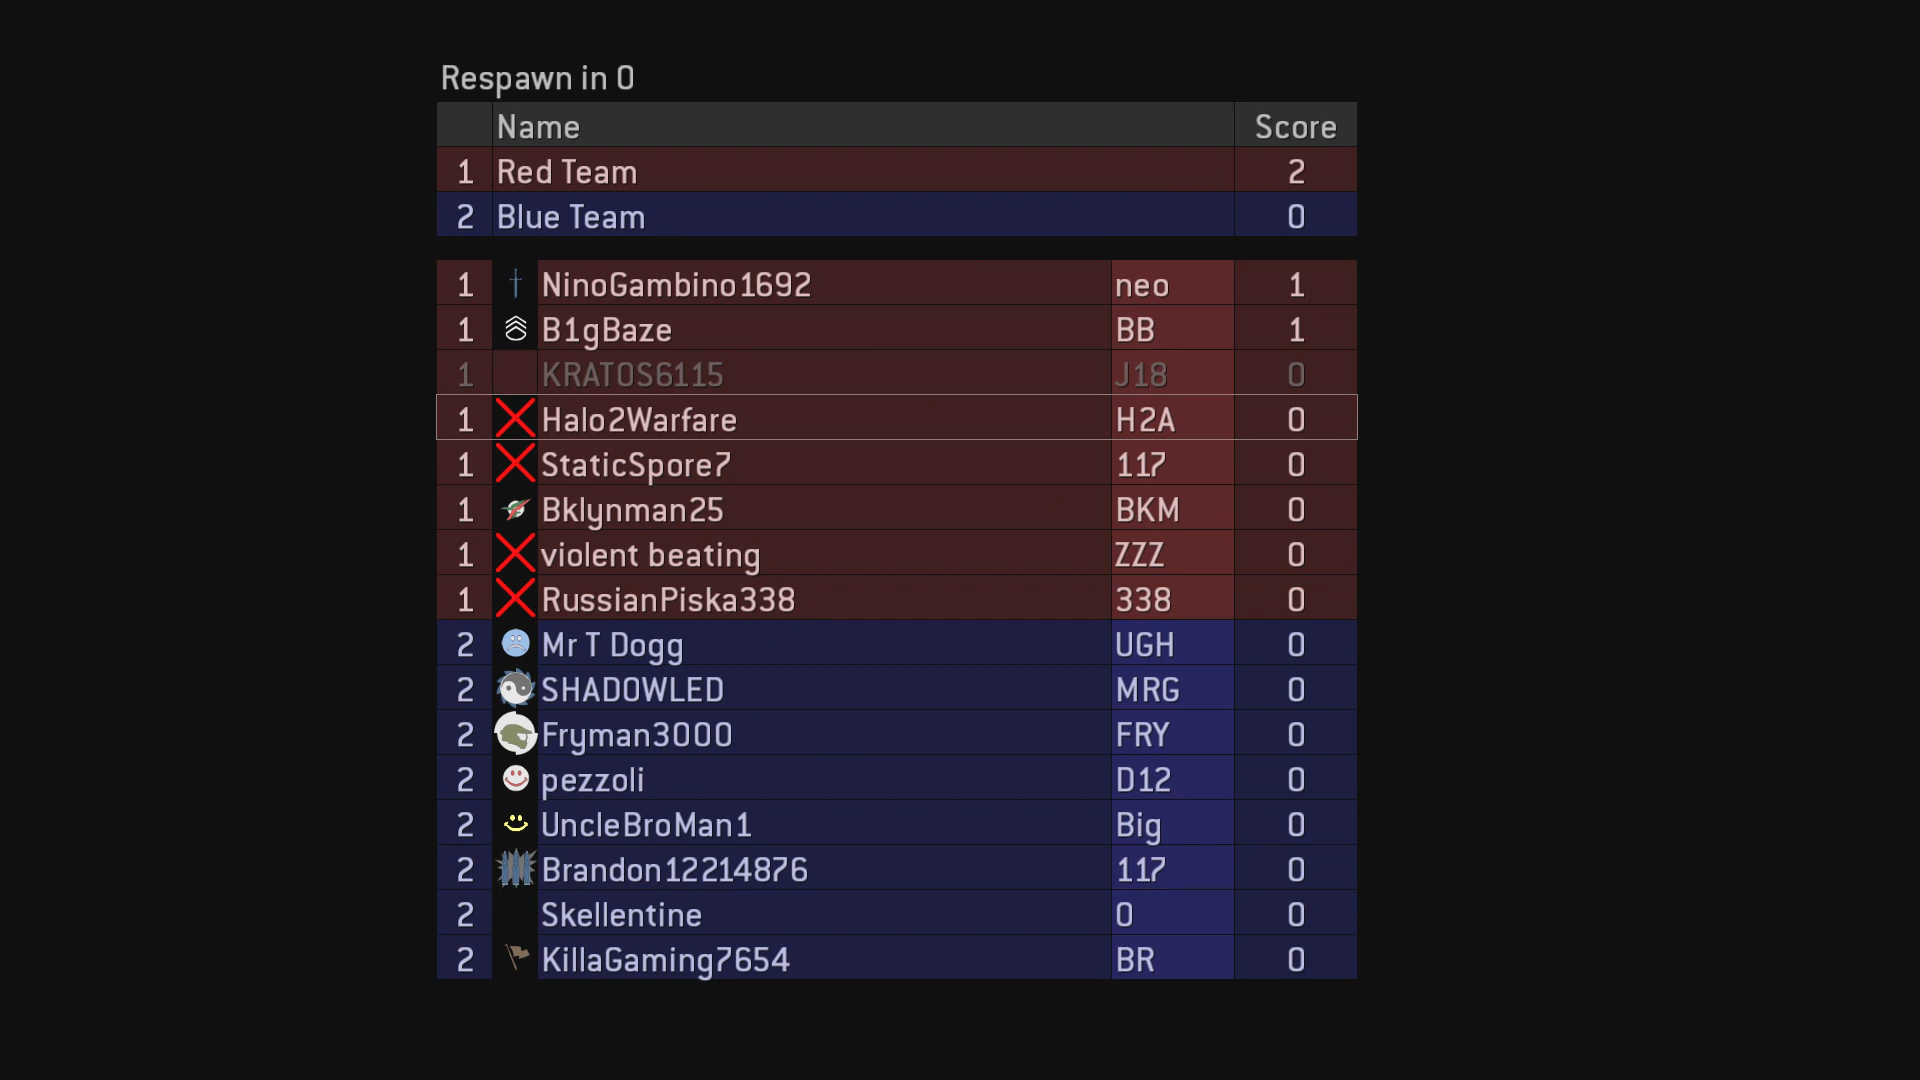 Respawn in 0
Name Score
1 Red Team 2
2 Blue Team 0
1 NinoGambino1692 neo 1
1 B1gBaze BB 1
1 KRATOS6115 J18 0
1 Halo2Warfare H2A 0
1 StaticSpore7 117 0
1 Bklynman25 BKM 0
1 violent beating ZZZ 0
1 RussianPiska338 338 0
2 Mr T Dogg UGH 0
2 SHADOWLED MRG 0
2 Fryman3000 FRY 0
2 pezzoli D12 0
2 UncleBroMan1 Big 0
2 Brandon12214876 117 0
2 Skellentine 0 0
2 KillaGaming7654 BR 0